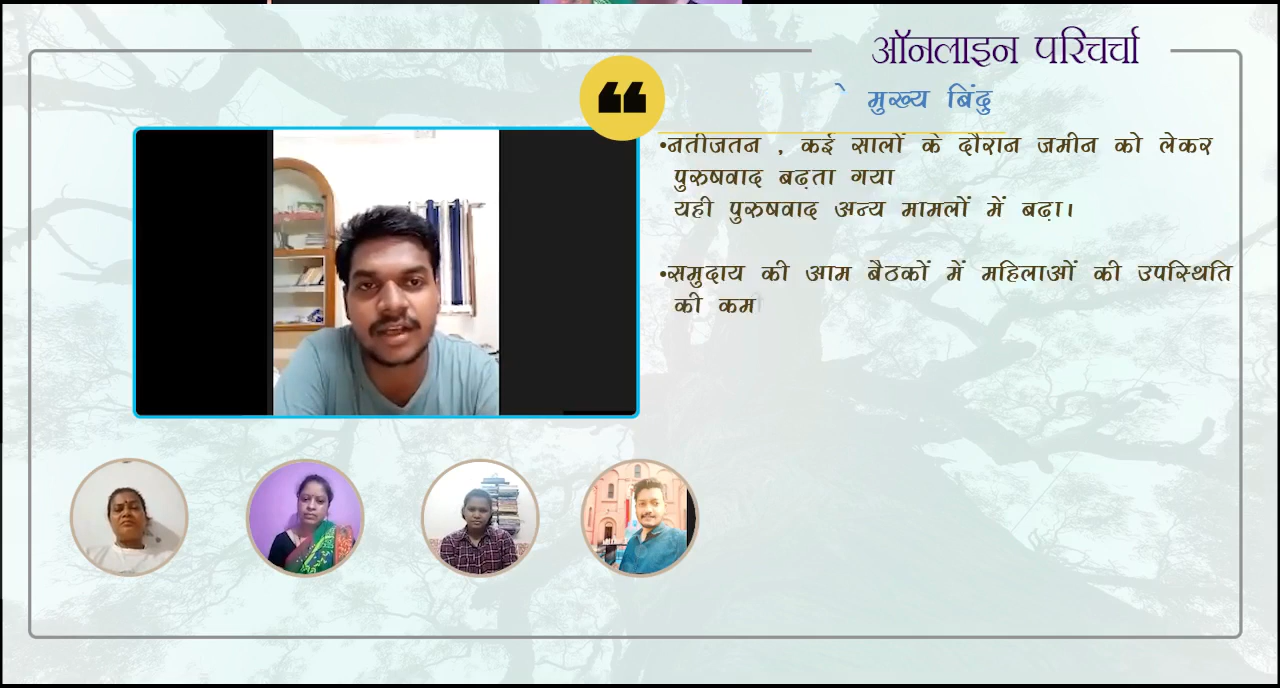 ऑनलाइन परिचर्चा
े मुख्य बिंदु
•नतीजतन , कई सालों के दौरान जमीन को लेकर
पुरुषवाद बढ़ता गया
यही पुरुषवाद अन्य मामलों में बढ़ा।
•समुदाय की आम बैठकों में महिलाओं की उपस्थिति
की कम